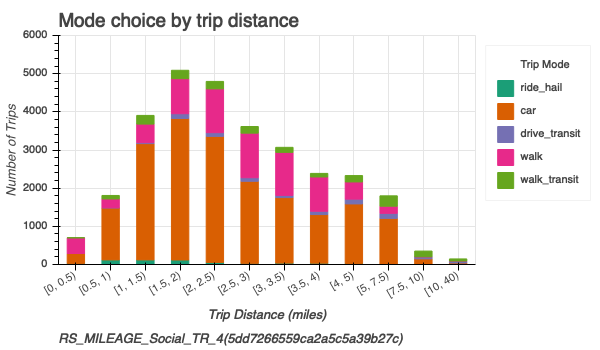 Mode choice by trip distance
6000
5000
4000
3000
2000
1000
0
Number of Trips
[0, 0.5)
[0.5, 1)
[1, 1.5)
[1.5, 2)
[2, 2.5)
[2.5, 3)
[3, 3.5)
[3.5, 4)
[4, 5)
[5, 7.5)
[7.5, 10)
[10, 40)
Trip Distance (miles)
RS_MILEAGE_Social_TR_4(5dd7266559ca2a5c5a39b27c)
Trip Mode
ride_hail
car
drive_transit
walk
walk_transit